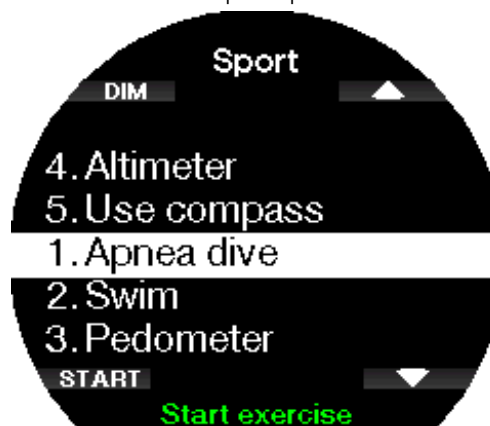 Sport
DIM
4. Altimeter
5. Use compass
1. Apnea dive
2. Swim
3. Pedometer
START
Start exercise